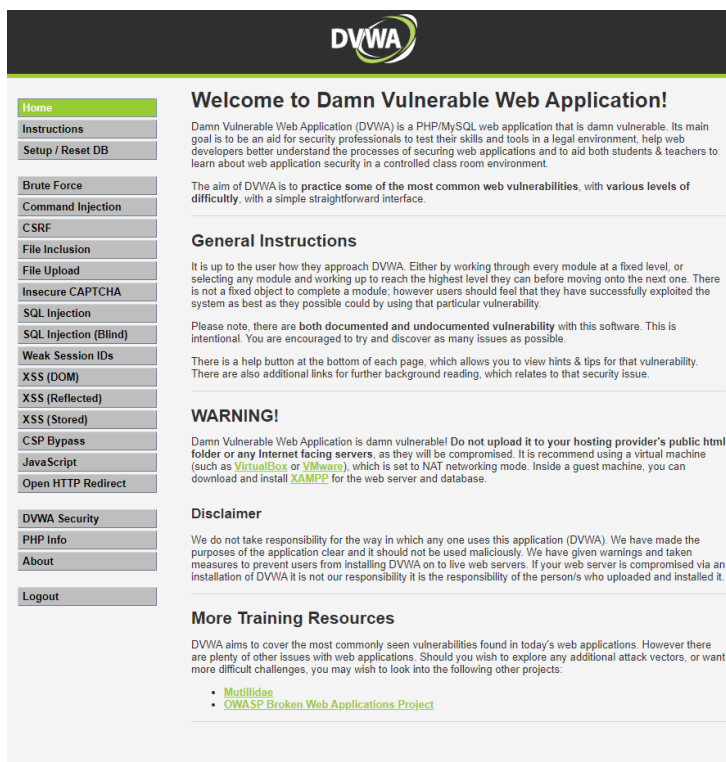 DVWA
Home
Instructions
Setup / Reset DB
Brute Force
Command Injection
CSRF
File Inclusion
File Upload
Insecure CAPTCHA
SQL Injection
SQL Injection (Blind)
Weak Session IDs
XSS (DOM)
XSS (Reflected)
XSS (Stored)
CSP Bypass
JavaScript
Open HTTP Redirect
DVWA Security
PHP Info
About
Logout
Welcome to Damn Vulnerable Web Application!
Damn Vulnerable Web Application (DVWA) is a PHP/MySQL web application that is damn vulnerable. Its main
goal is to be an aid for security professionals to test their skills and tools in a legal environment, help web
developers better understand the processes of securing web applications and to aid both students & teachers to
learn about web application security in a controlled class room environment.
The aim of DVWA is to practice some of the most common web vulnerabilities, with various levels of
difficultly, with a simple straightforward interface.
General Instructions
It is up to the user how they approach DVWA. Either by working through every module at a fixed level, or
selecting any module and working up to reach the highest level they can before moving onto the next one. There
is not a fixed object to complete a module; however users should feel that they have successfully exploited the
system as best as they possible could by using that particular vulnerability.
Please note, there are both documented and undocumented vulnerability with this software. This is
intentional. You are encouraged to try and discover as many issues as possible.
There is a help button at the bottom of each page, which allows you to view hints & tips for that vulnerability.
There are also additional links for further background reading, which relates to that security issue.
WARNING!
Damn Vulnerable Web Application is damn vulnerable! Do not upload it to your hosting provider's public html
folder or any Internet facing servers, as they will be compromised. It is recommend using a virtual machine
(such as VirtualBox or VMware), which is set to NAT networking mode. Inside a guest machine, you can
download and install XAMPP for the web server and database.
Disclaimer
We do not take responsibility for the way in which any one uses this application (DVWA). We have made the
purposes of the application clear and it should not be used maliciously. We have given warnings and taken
measures to prevent users from installing DVWA on to live web servers. If your web server is compromised via an
installation of DVWA it is not our responsibility it is the responsibility of the person/s who uploaded and installed it.
More Training Resources
DVWA aims to cover the most commonly seen vulnerabilities found in today's web applications. However there
are plenty of other issues with web applications. Should you wish to explore any additional attack vectors, or want
more difficult challenges, you may wish to look into the following other projects:
Mutillidae
OWASP Broken Web Applications Project